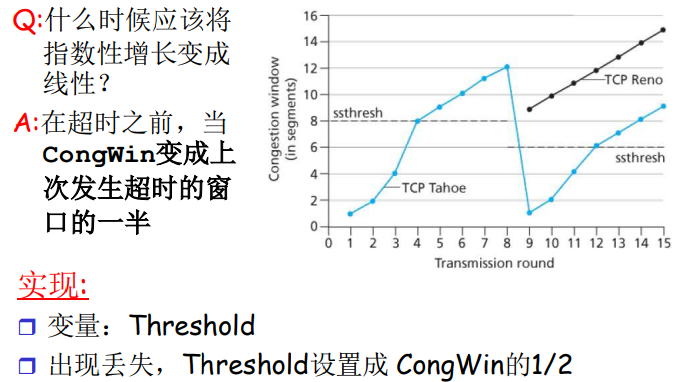 Q:什么时候应该将
指数性增长变成
线性？
A:在超时之前，当
CongWin变成上
次发生超时的窗
口的一半
Congestion window
(in segments)
16
14
12
10
8
6
4
2
0
ssthresh
TCP Tahoe
TCP Reno
ssthresh
0 1 2 3 4 5 6 7 8 9 10 11 12 13 14 15
Transmission round
实现:
变量：Threshold
出现丢失，Threshold设置成 CongWin的1/2